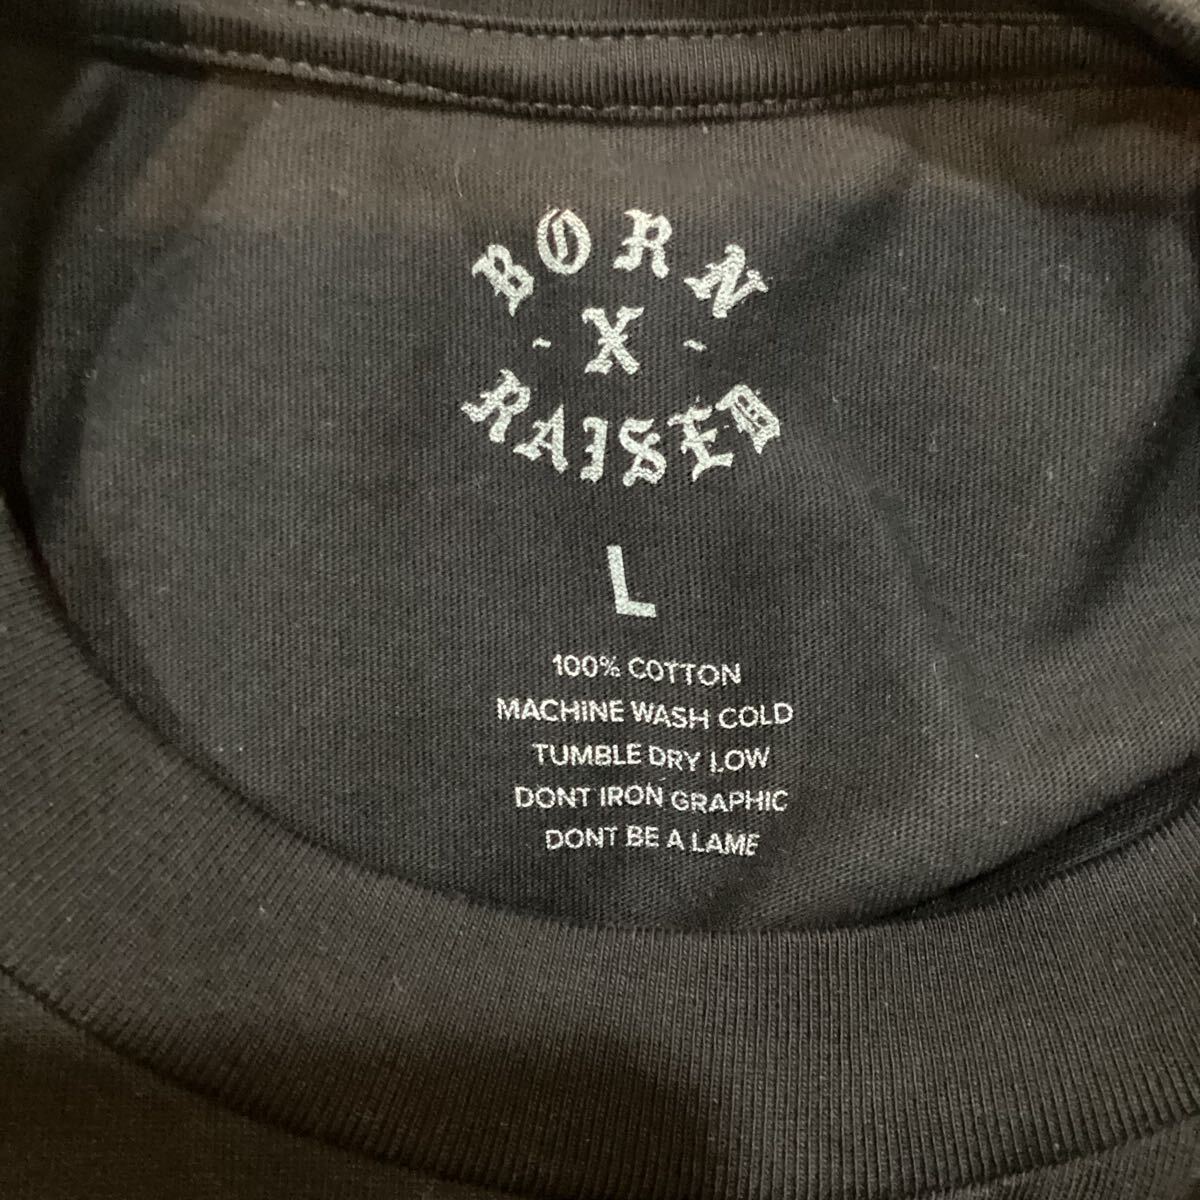 BORN
~ X ~
RAISED
L
100% COTTON
MACHINE WASH COLD
TUMBLE DRY LOW
DONT IRON GRAPHIC
DONT BE A LAME